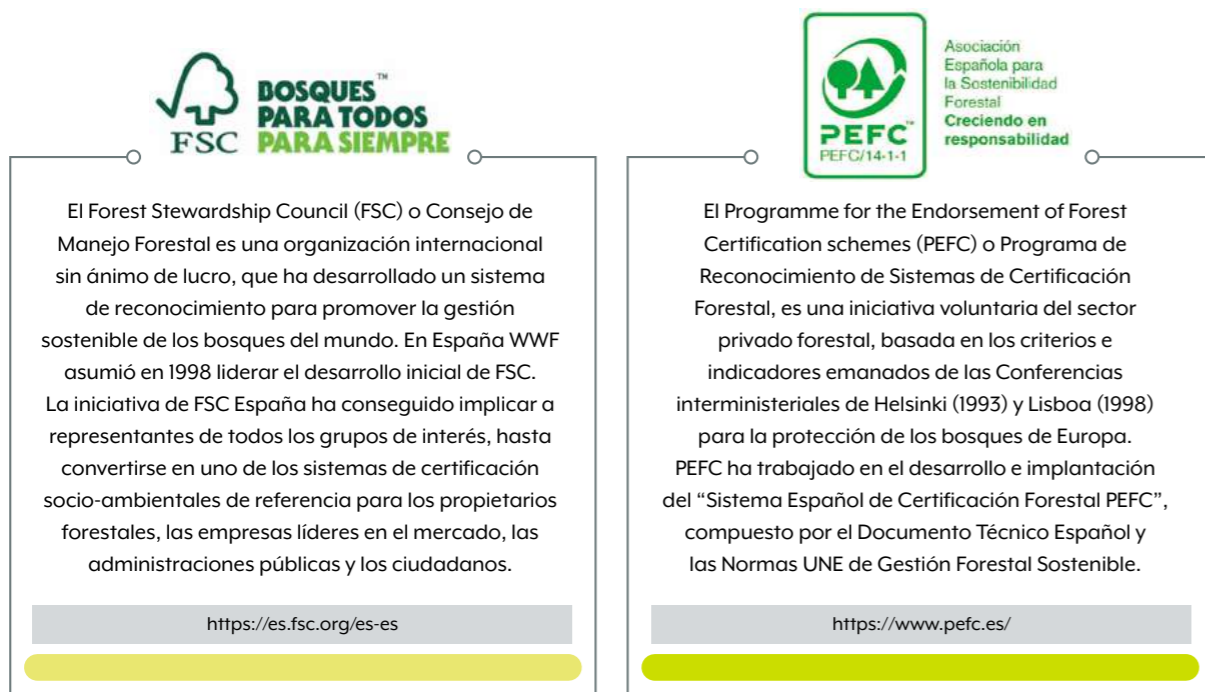 BOSQUES™
PARA TODOS
PARA SIEMPRE
FSC
El Forest Stewardship Council (FSC) o Consejo de
Manejo Forestal es una organización internacional
sin ánimo de lucro, que ha desarrollado un sistema
de reconocimiento para promover la gestión
sostenible de los bosques del mundo. En España WWF
asumió en 1998 liderar el desarrollo inicial de FSC.
La iniciativa de FSC España ha conseguido implicar a
representantes de todos los grupos de interés, hasta
convertirse en uno de los sistemas de certificación
socio-ambientales de referencia para los propietarios
forestales, las empresas líderes en el mercado, las
administraciones públicas y los ciudadanos.
https://es.fsc.org/es-es
PEFC™
PEFC/14-1-1
Asociación
Española para
la Sostenibilidad
Forestal
Creciendo en
responsabilidad
El Programme for the Endorsement of Forest
Certification schemes (PEFC) o Programa de
Reconocimiento de Sistemas de Certificación
Forestal, es una iniciativa voluntaria del sector
privado forestal, basada en los criterios e
indicadores emanados de las Conferencias
interministeriales de Helsinki (1993) y Lisboa (1998)
para la protección de los bosques de Europa.
PEFC ha trabajado en el desarrollo e implantación
del “Sistema Español de Certificación Forestal PEFC”,
compuesto por el Documento Técnico Español y
las Normas UNE de Gestión Forestal Sostenible.
https://www.pefc.es/